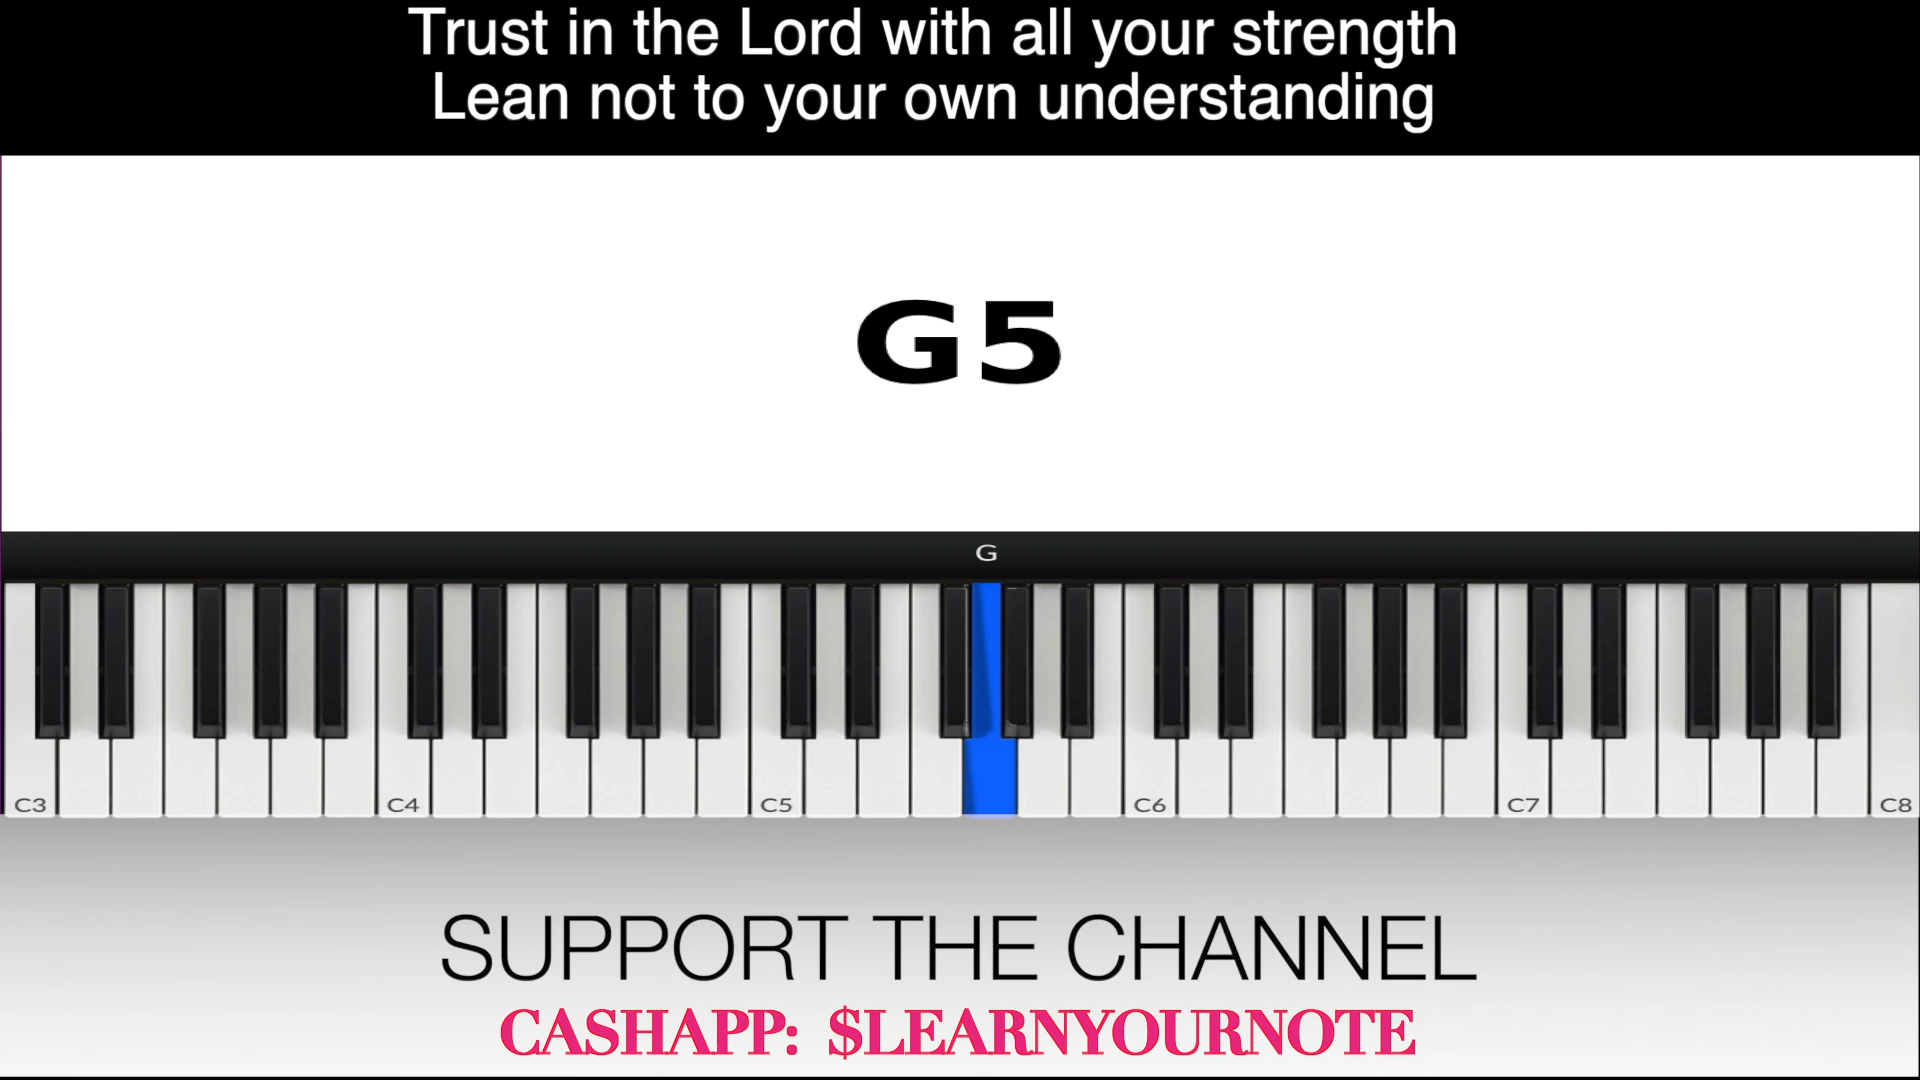 Trust in the Lord with all your strength
Lean not to your own understanding
G5
G
C3 C4 C5 C6 C7 C8
SUPPORT THE CHANNEL
CASHAPP: $LEARNYOURNOTE